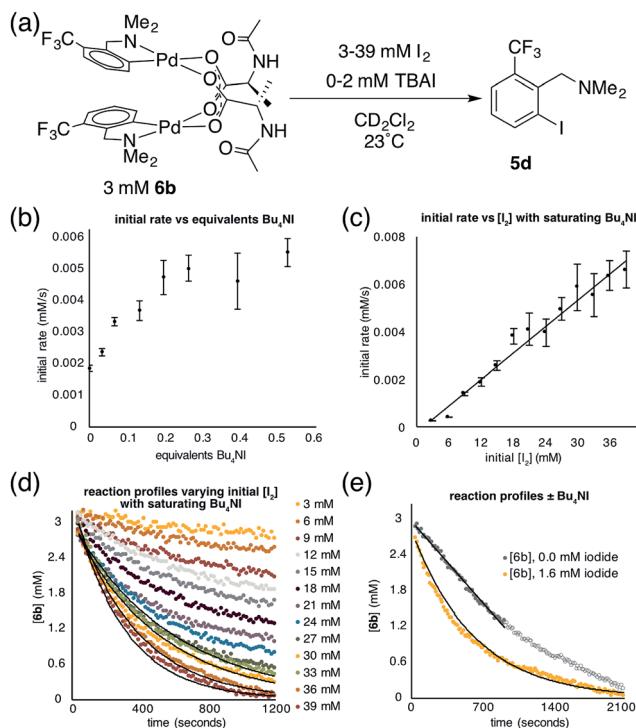 (a)
NMe2
F3C
Pd
O
O
O
O
NH
NH
O
O
F3C
Pd
N
Me2
3 mM 6b
3-39 mM I2
0-2 mM TBAI
CD2Cl2
23˚C
CF3
NMe2
I
5d
(b)
initial rate vs equivalents Bu4NI
initial rate (mM/s)
0.006
0.005
0.004
0.003
0.002
0.001
0 0.1 0.2 0.3 0.4 0.5 0.6
equivalents Bu4NI
(c)
initial rate vs [I2] with saturating Bu4NI
initial rate (mM/s)
0.008
0.006
0.004
0.002
0
0 6 12 18 24 30 36
initial [I2] (mM)
(d)
reaction profiles varying initial [I2]
with saturating Bu4NI
[6b] (mM)
3
2.4
1.8
1.2
0.6
0
0 400 800 1200
time (seconds)
3 mM
6 mM
9 mM
12 mM
15 mM
18 mM
21 mM
24 mM
27 mM
30 mM
33 mM
36 mM
39 mM
(e)
reaction profiles ± Bu4NI
[6b], 0.0 mM iodide
[6b], 1.6 mM iodide
[6b] (mM)
3
2.4
1.8
1.2
0.6
0
0 700 1400 2100
time (seconds)